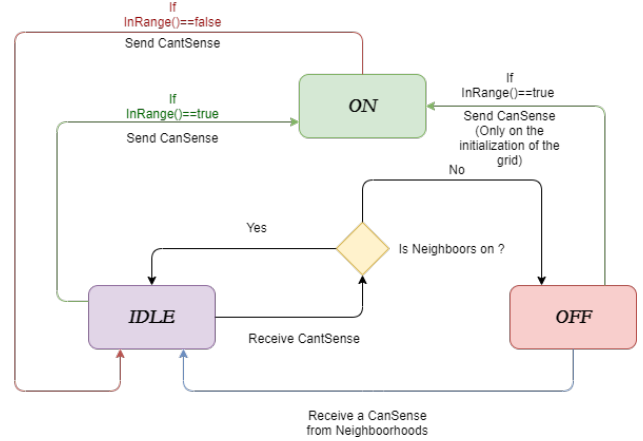 If
InRange()==false
Send CantSense
If
InRange()==true
Send CanSense
ON
If
InRange()==true
Send CanSense
(Only on the
initialization of the
grid)
No
Yes
Is Neighboors on ?
IDLE
Receive CantSense
OFF
Receive a CanSense
from Neighboorhoods